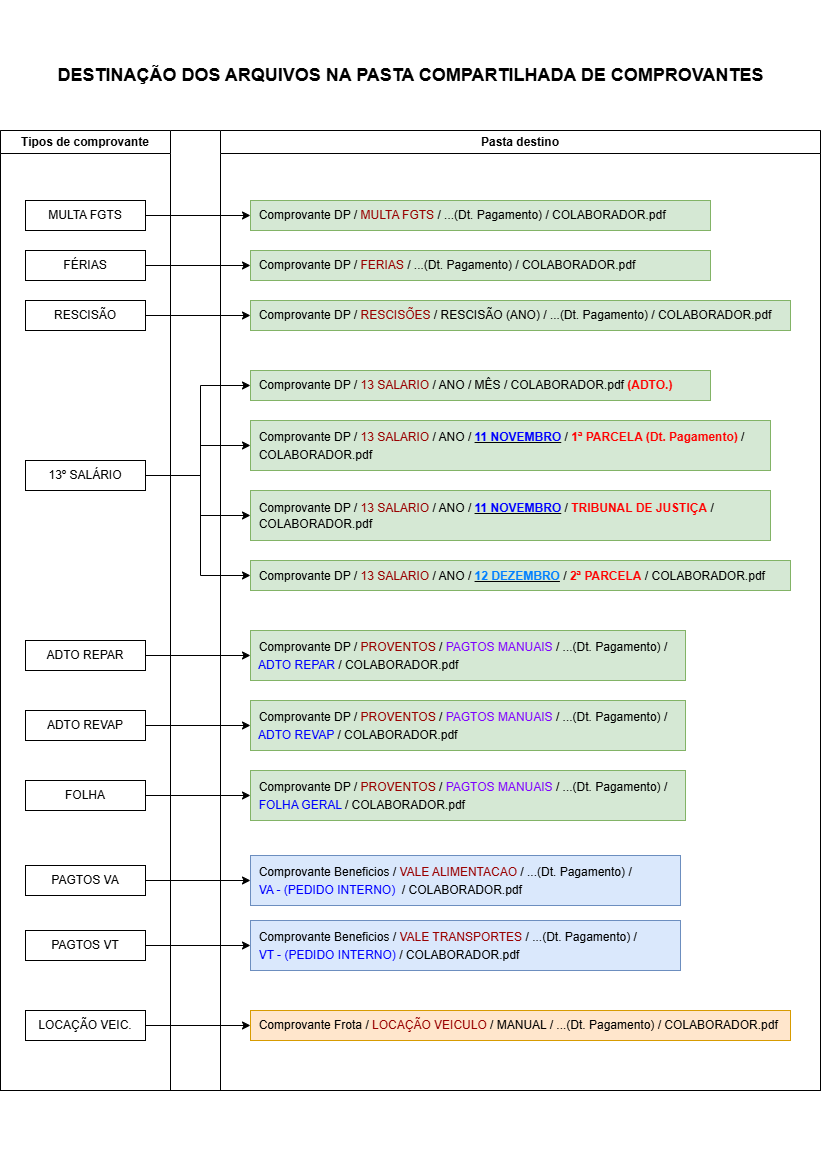 DESTINAÇÃO DOS ARQUIVOS NA PASTA COMPARTILHADA DE COMPROVANTES
Tipos de comprovante
Pasta destino
MULTA FGTS
Comprovante DP / MULTA FGTS / ...(Dt. Pagamento) / COLABORADOR.pdf
FÉRIAS
Comprovante DP / FERIAS / ...(Dt. Pagamento) / COLABORADOR.pdf
RESCISÃO
Comprovante DP / RESCISÕES / RESCISÃO (ANO) / ...(Dt. Pagamento) / COLABORADOR.pdf
13º SALÁRIO
Comprovante DP / 13 SALARIO / ANO / MÊS / COLABORADOR.pdf (ADTO.)
Comprovante DP / 13 SALARIO / ANO / 11 NOVEMBRO / 1ª PARCELA (Dt. Pagamento) /
COLABORADOR.pdf
Comprovante DP / 13 SALARIO / ANO / 11 NOVEMBRO / TRIBUNAL DE JUSTIÇA /
COLABORADOR.pdf
Comprovante DP / 13 SALARIO / ANO / 12 DEZEMBRO / 2ª PARCELA / COLABORADOR.pdf
ADTO REPAR
Comprovante DP / PROVENTOS / PAGTOS MANUAIS / ...(Dt. Pagamento) /
ADTO REPAR / COLABORADOR.pdf
ADTO REVAP
Comprovante DP / PROVENTOS / PAGTOS MANUAIS / ...(Dt. Pagamento) /
ADTO REVAP / COLABORADOR.pdf
FOLHA
Comprovante DP / PROVENTOS / PAGTOS MANUAIS / ...(Dt. Pagamento) /
FOLHA GERAL / COLABORADOR.pdf
PAGTOS VA
Comprovante Beneficios / VALE ALIMENTACAO / ...(Dt. Pagamento) /
VA - (PEDIDO INTERNO) / COLABORADOR.pdf
PAGTOS VT
Comprovante Beneficios / VALE TRANSPORTES / ...(Dt. Pagamento) /
VT - (PEDIDO INTERNO) / COLABORADOR.pdf
LOCAÇÃO VEIC.
Comprovante Frota / LOCAÇÃO VEICULO / MANUAL / ...(Dt. Pagamento) / COLABORADOR.pdf